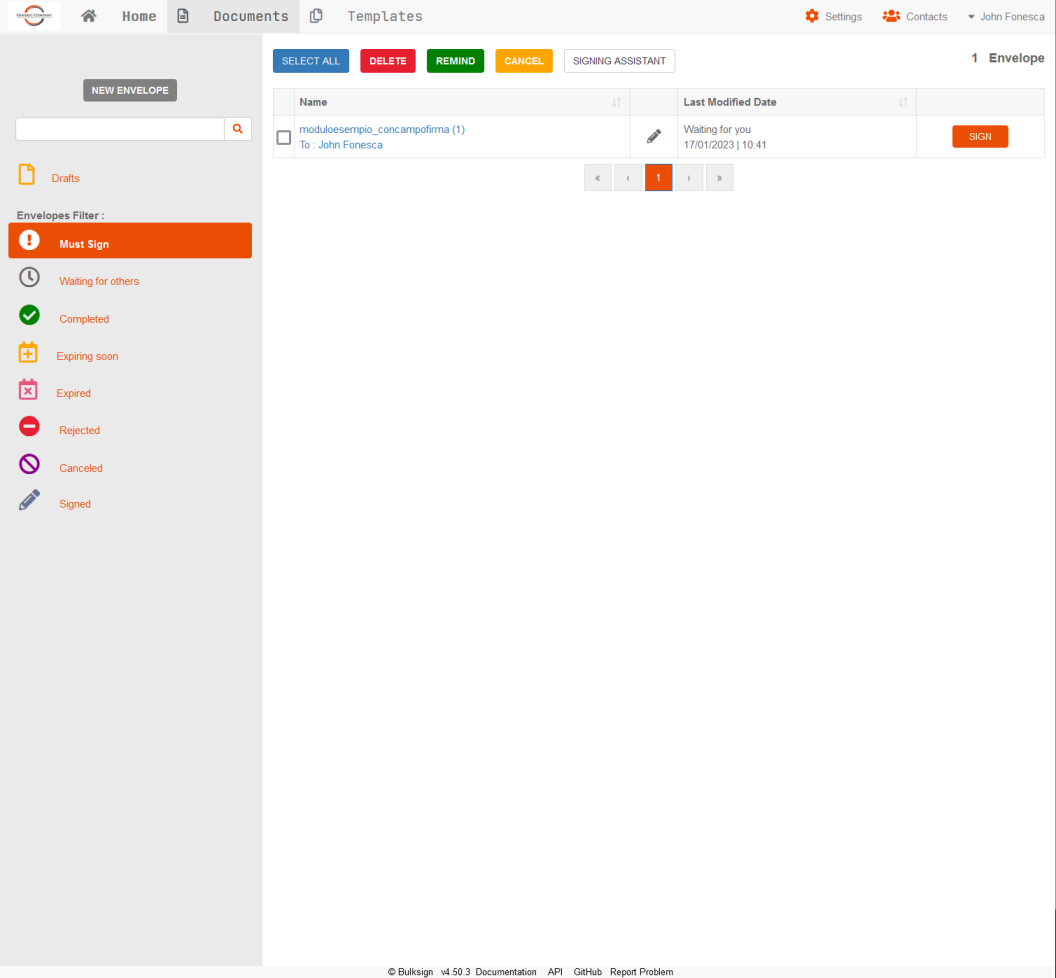 GENERIC COMPANY
Home
Documents
Templates
Settings
Contacts
John Fonesca
NEW ENVELOPE
Drafts
Envelopes Filter :
Must Sign
Waiting for others
Completed
Expiring soon
Expired
Rejected
Canceled
Signed
SELECT ALL
DELETE
REMIND
CANCEL
SIGNING ASSISTANT
1 Envelope
Name
Last Modified Date
moduloesempio_concampofirma (1)
To : John Fonesca
Waiting for you
17/01/2023 | 10:41
SIGN
« ‹ 1 › »
© Bulksign v4.50.3 Documentation API GitHub Report Problem